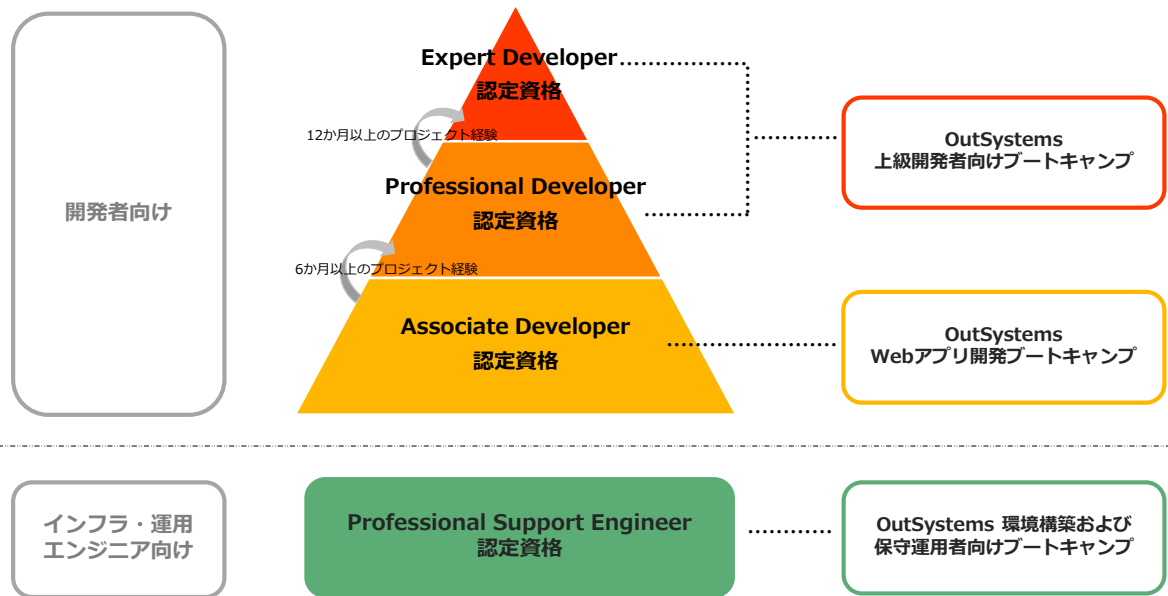 開発者向け
Expert Developer
認定資格
12か月以上のプロジェクト経験
Professional Developer
認定資格
6か月以上のプロジェクト経験
Associate Developer
認定資格
OutSystems
上級開発者向けブートキャンプ
OutSystems
Webアプリ開発ブートキャンプ
インフラ・運用
エンジニア向け
Professional Support Engineer
認定資格
OutSystems 環境構築および
保守運用者向けブートキャンプ